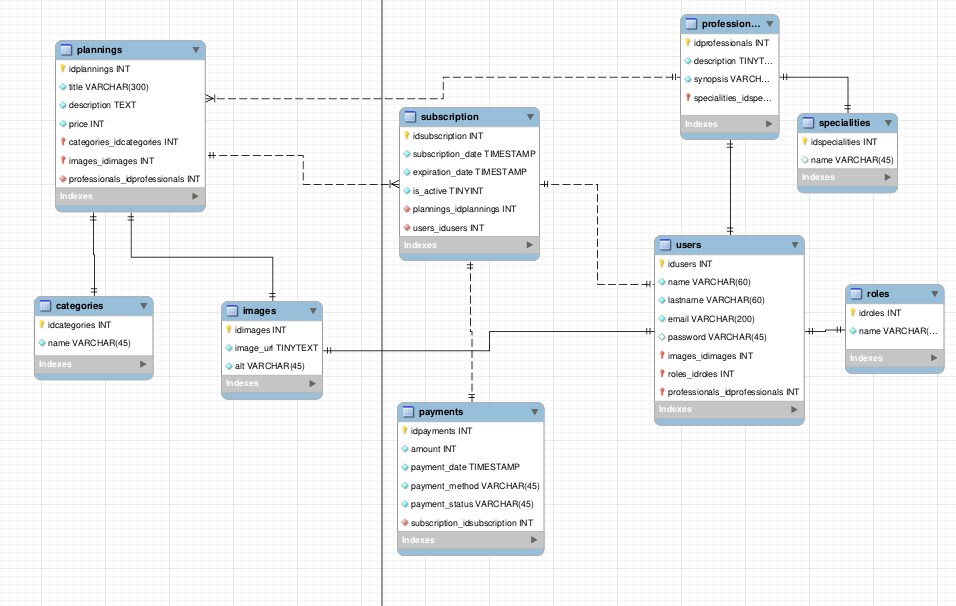 plannings
idplannings INT
title VARCHAR(300)
description TEXT
price INT
categories_idcategories INT
images_idimages INT
professionals_idprofessionals INT
Indexes
subscription
idsubscription INT
subscription_date TIMESTAMP
expiration_date TIMESTAMP
is_active TINYINT
plannings_idplannings INT
users_idusers INT
Indexes
profession...
idprofessionals INT
description TINYT...
synopsis VARCH...
specialities_idspe...
Indexes
specialities
idspecialities INT
name VARCHAR(45)
Indexes
categories
idcategories INT
name VARCHAR(45)
Indexes
images
idimages INT
image_url TINYTEXT
alt VARCHAR(45)
Indexes
users
idusers INT
name VARCHAR(60)
lastname VARCHAR(60)
email VARCHAR(200)
password VARCHAR(45)
images_idimages INT
roles_idroles INT
professionals_idprofessionals INT
Indexes
roles
idroles INT
name VARCHAR(...
Indexes
payments
idpayments INT
amount INT
payment_date TIMESTAMP
payment_method VARCHAR(45)
payment_status VARCHAR(45)
subscription_idsubscription INT
Indexes